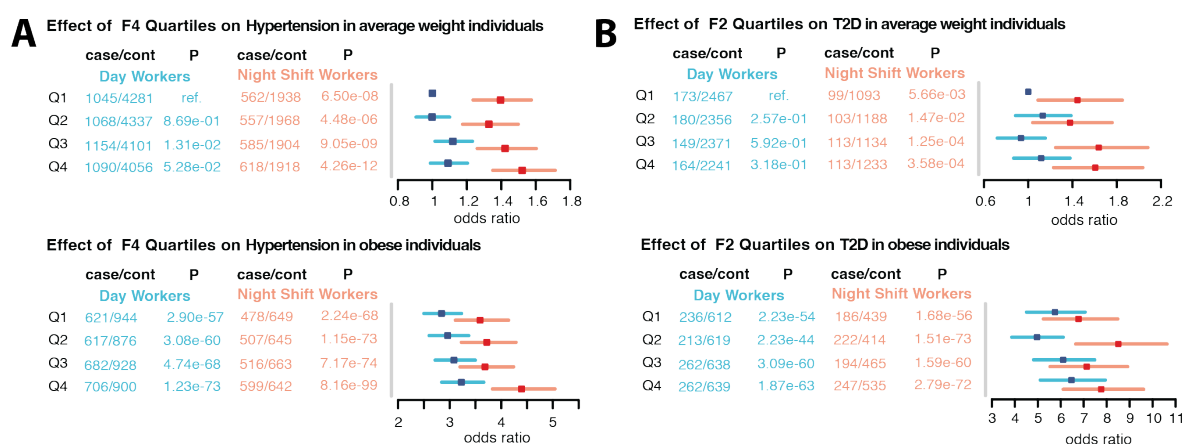 A
Effect of F4 Quartiles on Hypertension in average weight individuals
case/cont P case/cont P
Day Workers Night Shift Workers
Q1 1045/4281 ref. 562/1938 6.50e-08
Q2 1068/4337 8.69e-01 557/1968 4.48e-06
Q3 1154/4101 1.31e-02 585/1904 9.05e-09
Q4 1090/4056 5.28e-02 618/1918 4.26e-12
0.8 1 1.2 1.4 1.6 1.8
odds ratio
Effect of F4 Quartiles on Hypertension in obese individuals
case/cont P case/cont P
Day Workers Night Shift Workers
Q1 621/944 2.90e-57 478/649 2.24e-68
Q2 617/876 3.08e-60 507/645 1.15e-73
Q3 682/928 4.74e-68 516/663 7.17e-74
Q4 706/900 1.23e-73 599/642 8.16e-99
2 3 4 5
odds ratio
B
Effect of F2 Quartiles on T2D in average weight individuals
case/cont P case/cont P
Day Workers Night Shift Workers
Q1 173/2467 ref. 99/1093 5.66e-03
Q2 180/2356 2.57e-01 103/1188 1.47e-02
Q3 149/2371 5.92e-01 113/1134 1.25e-04
Q4 164/2241 3.18e-01 113/1233 3.58e-04
0.6 1 1.4 1.8 2.2
odds ratio
Effect of F2 Quartiles on T2D in obese individuals
case/cont P case/cont P
Day Workers Night Shift Workers
Q1 236/612 2.23e-54 186/439 1.68e-56
Q2 213/619 2.23e-44 222/414 1.51e-73
Q3 262/638 3.09e-60 194/465 1.59e-60
Q4 262/639 1.87e-63 247/535 2.79e-72
3 4 5 6 7 8 9 10 11
odds ratio